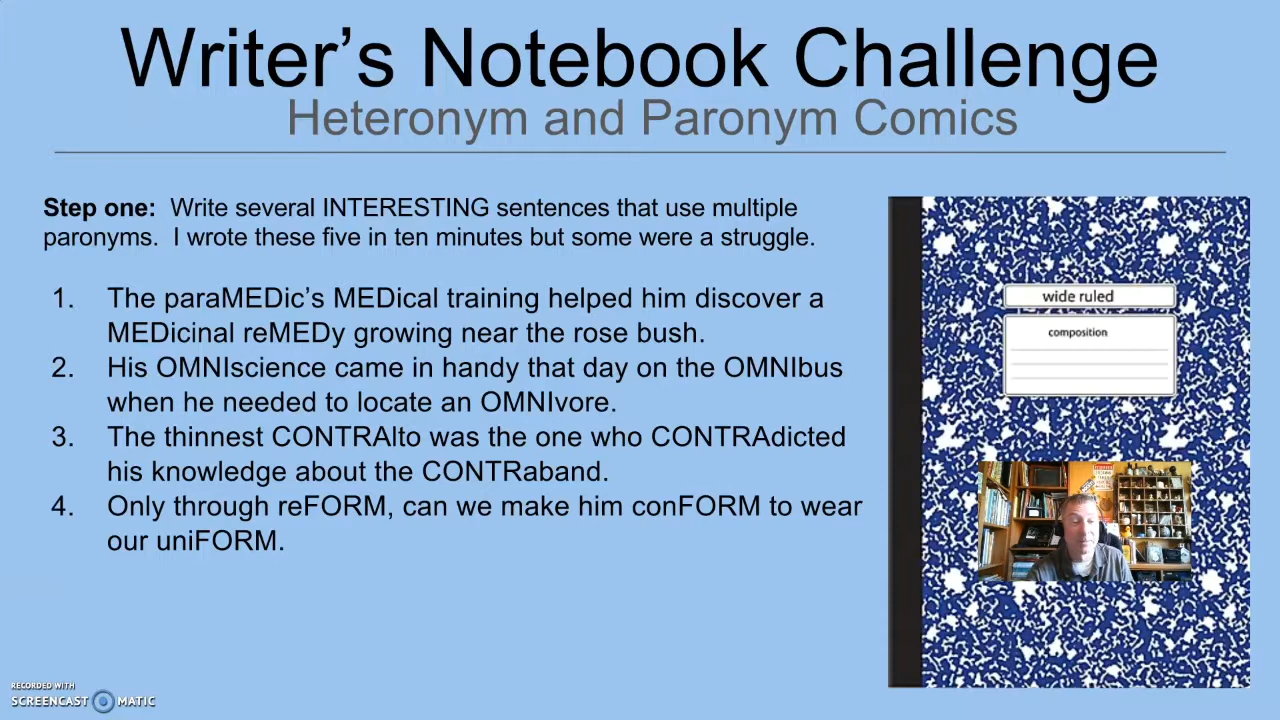 Writer’s Notebook Challenge
Heteronym and Paronym Comics
Step one: Write several INTERESTING sentences that use multiple
paronyms. I wrote these five in ten minutes but some were a struggle.
1. The paraMEDic’s MEDical training helped him discover a
MEDicinal reMEDy growing near the rose bush.
2. His OMNIscience came in handy that day on the OMNIbus
when he needed to locate an OMNIvore.
3. The thinnest CONTRAlto was the one who CONTRAdicted
his knowledge about the CONTRaband.
4. Only through reFORM, can we make him conFORM to wear
our uniFORM.
wide ruled
composition
RECORDED WITH
SCREENCAST MATIC